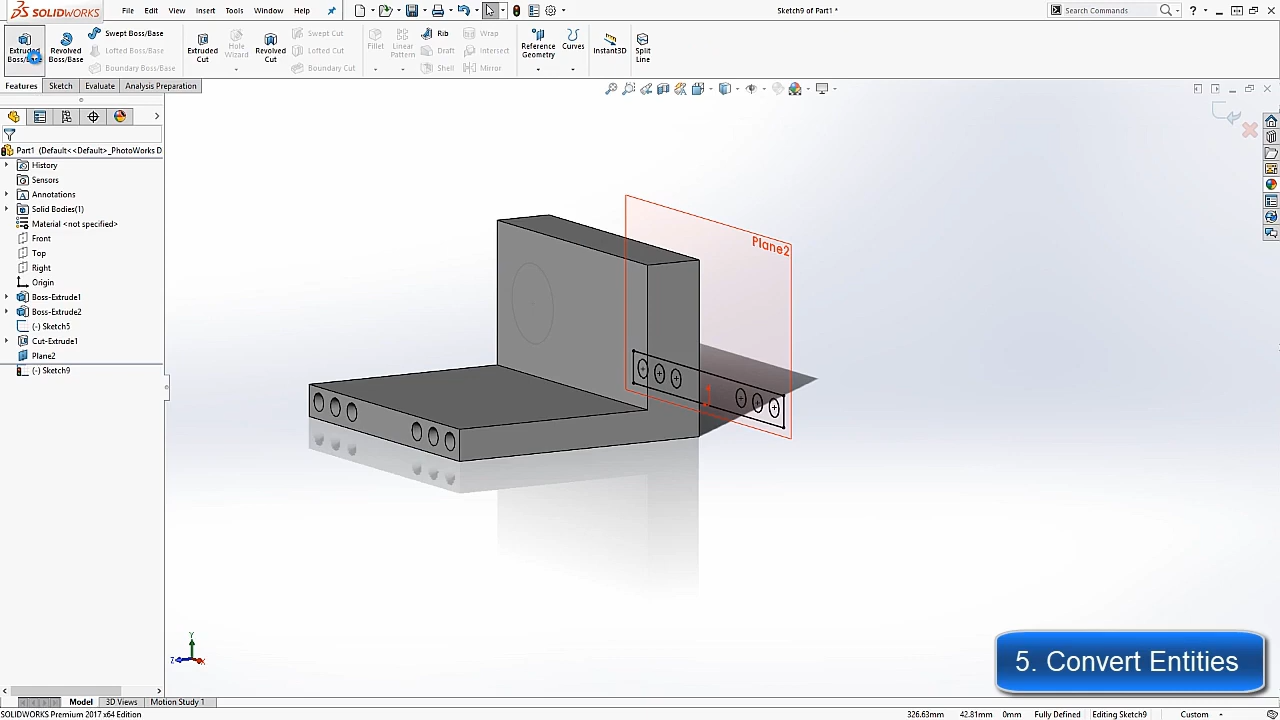 SOLIDWORKS
File Edit View Insert Tools Window Help
Sketch9 of Part1 *
Search Commands
Extruded Boss/Base
Revolved Boss/Base
Swept Boss/Base
Lofted Boss/Base
Boundary Boss/Base
Extruded Cut
Hole Wizard
Revolved Cut
Swept Cut
Lofted Cut
Boundary Cut
Fillet
Linear Pattern
Rib
Draft
Shell
Wrap
Intersect
Mirror
Reference Geometry
Curves
Instant3D
Split Line
Features Sketch Evaluate Analysis Preparation
Part1 (Default<<Default>_PhotoWorks D
History
Sensors
Annotations
Solid Bodies(1)
Material <not specified>
Front
Top
Right
Origin
Boss-Extrude1
Boss-Extrude2
(-) Sketch5
Cut-Extrude1
Plane2
(-) Sketch9
Plane2
Y
Z
X
5. Convert Entities
Model 3D Views Motion Study 1
SOLIDWORKS Premium 2017 x64 Edition
326.63mm 42.81mm 0mm Fully Defined Editing Sketch9 Custom